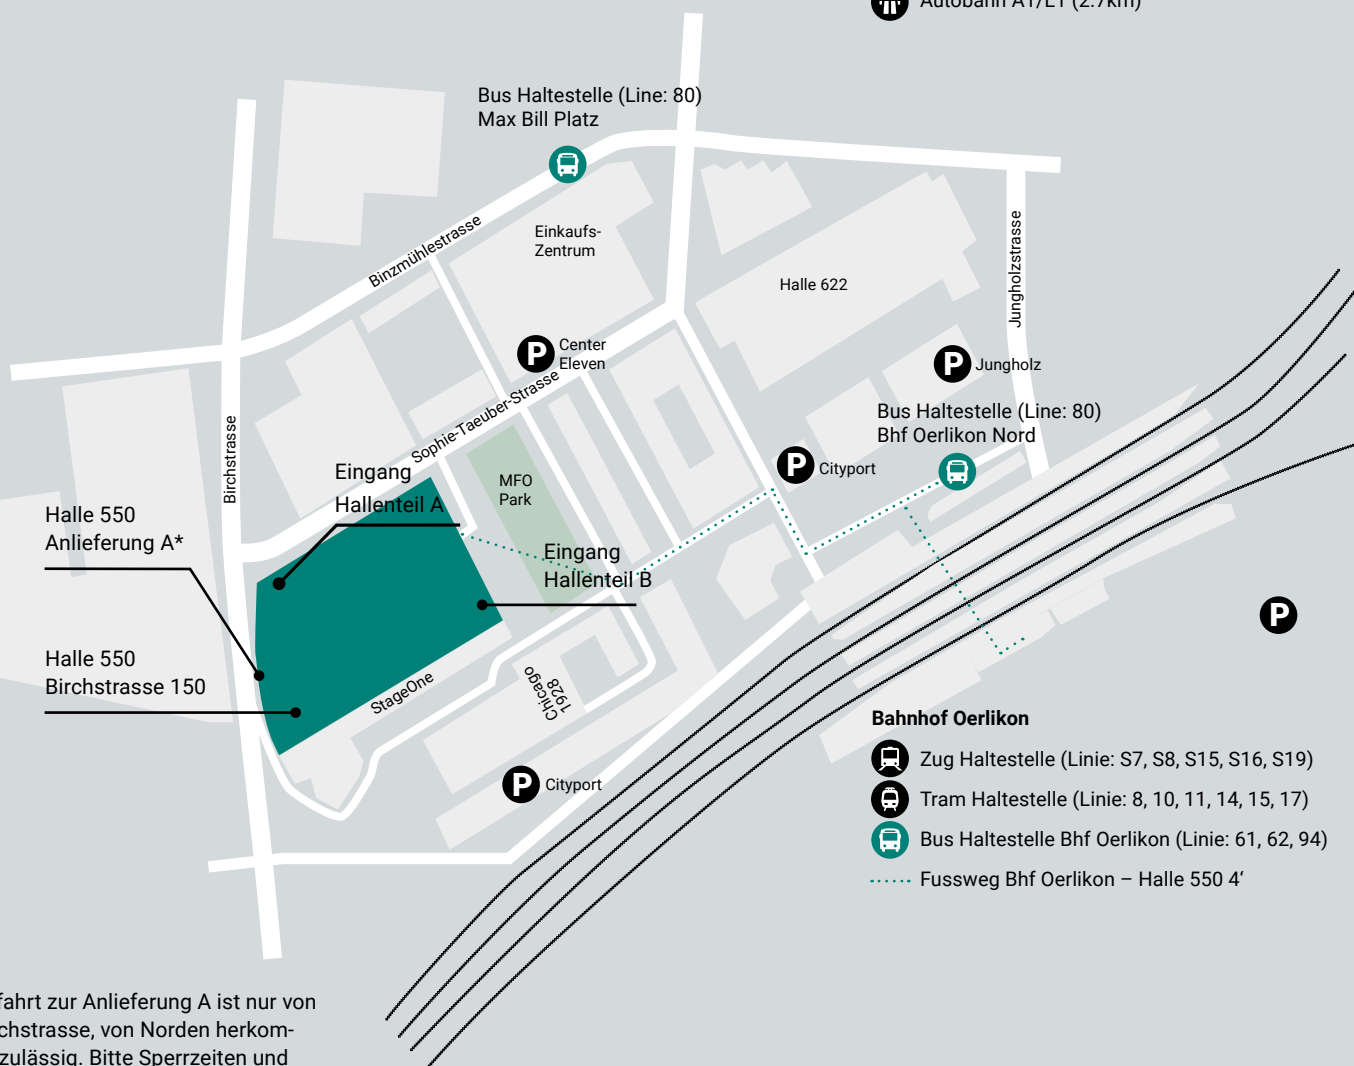 Autobahn A1/L1 (2.7km)
Bus Haltestelle (Line: 80)
Max Bill Platz
Binzmühlestrasse
Einkaufs-
Zentrum
Halle 622
Jungholzstrasse
P
Center
Eleven
P
Jungholz
Sophie-Taeuber-Strasse
Bus Haltestelle (Line: 80)
Bhf Oerlikon Nord
P
Cityport
Birchstrasse
Eingang
Hallenteil A
MFO
Park
Halle 550
Anlieferung A*
Eingang
Hallenteil B
P
Halle 550
Birchstrasse 150
StageOne
Chicago
1928
P
Cityport
Bahnhof Oerlikon
Zug Haltestelle (Linie: S7, S8, S15, S16, S19)
Tram Haltestelle (Linie: 8, 10, 11, 14, 15, 17)
Bus Haltestelle Bhf Oerlikon (Linie: 61, 62, 94)
Fussweg Bhf Oerlikon – Halle 550 4‘
fahrt zur Anlieferung A ist nur von
chstrasse, von Norden herkom-
zulässig. Bitte Sperrzeiten und